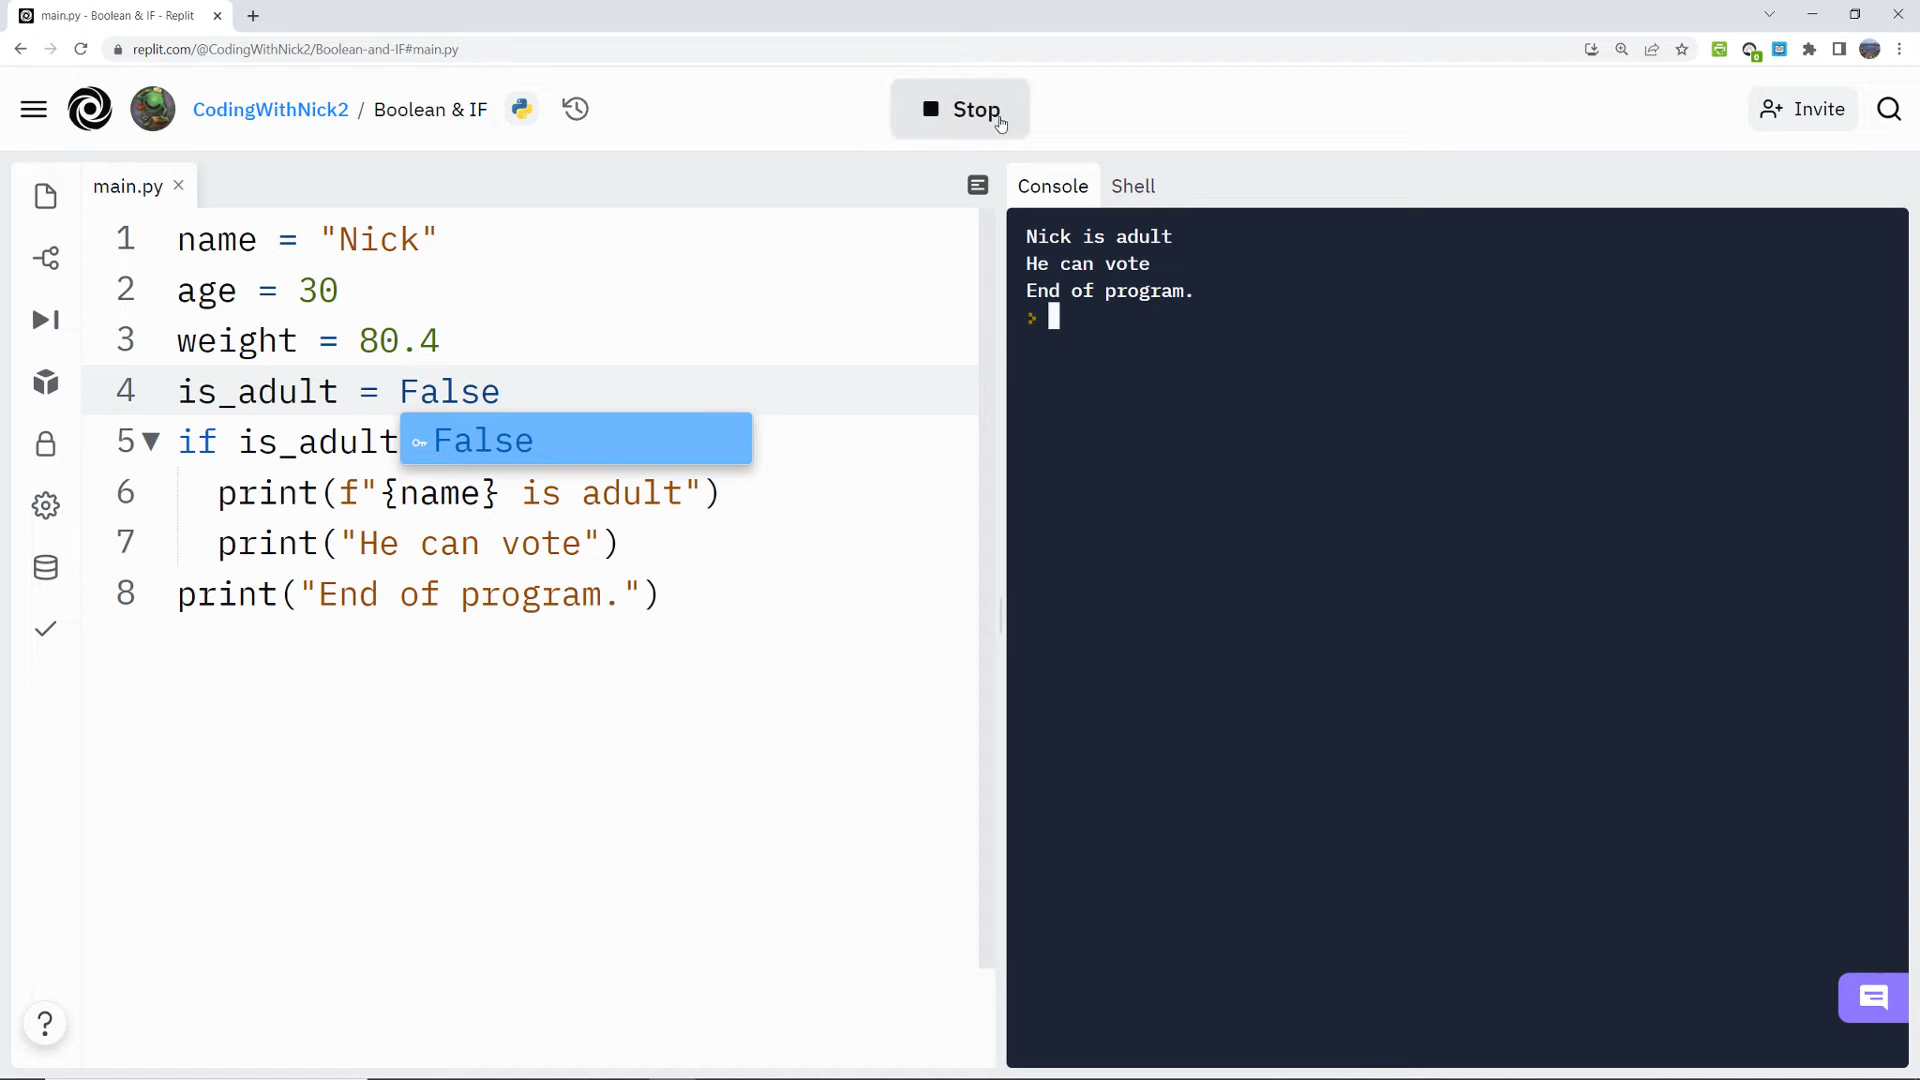 main.py - Boolean & IF - Replit
replit.com/@CodingWithNick2/Boolean-and-IF#main.py
0
CodingWithNick2 / Boolean & IF
Stop
Invite
main.py
Console Shell
1 name = "Nick"
2 age = 30
3 weight = 80.4
4 is_adult = False
5 if is_adult
False
6 print(f"{name} is adult")
7 print("He can vote")
8 print("End of program.")
Nick is adult
He can vote
End of program.
>
?